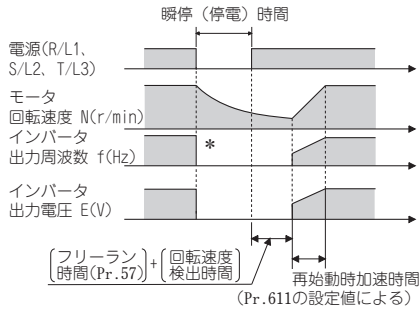 瞬停(停電)時間
電源(R/L1、
S/L2、T/L3)
モータ
回転速度 N(r/min)
インバータ
出力周波数 f(Hz)
*
インバータ
出力電圧 E(V)
フリーラン
時間(Pr.57)
+
回転速度
検出時間
再始動時加速時間
(Pr.611の設定値による)